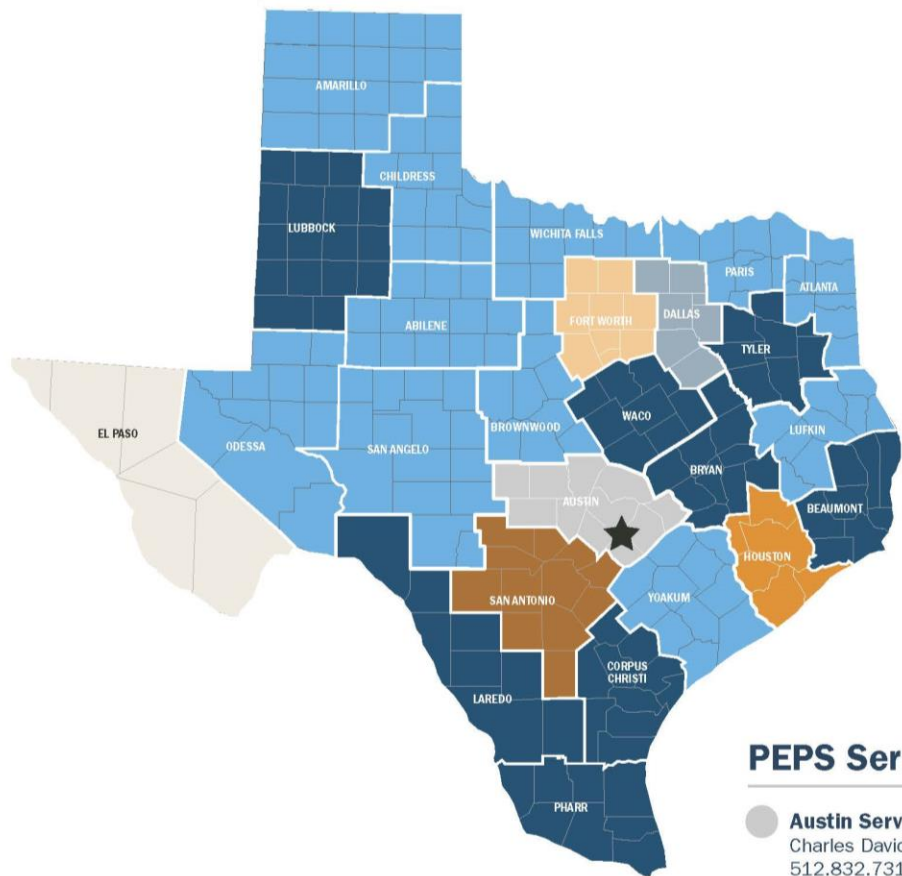 AMARILLO
CHILDRESS
LUBBOCK
WICHITA FALLS
PARIS
ATLANTA
FORT WORTH
DALLAS
ABILENE
TYLER
EL PASO
ODESSA
SAN ANGELO
BROWNWOOD
WACO
LUFKIN
BRYAN
AUSTIN
BEAUMONT
HOUSTON
SAN ANTONIO
YOAKUM
CORPUS
CHRISTI
LAREDO
PHARR
PEPS Ser
Austin Serv
Charles David
512.832.731